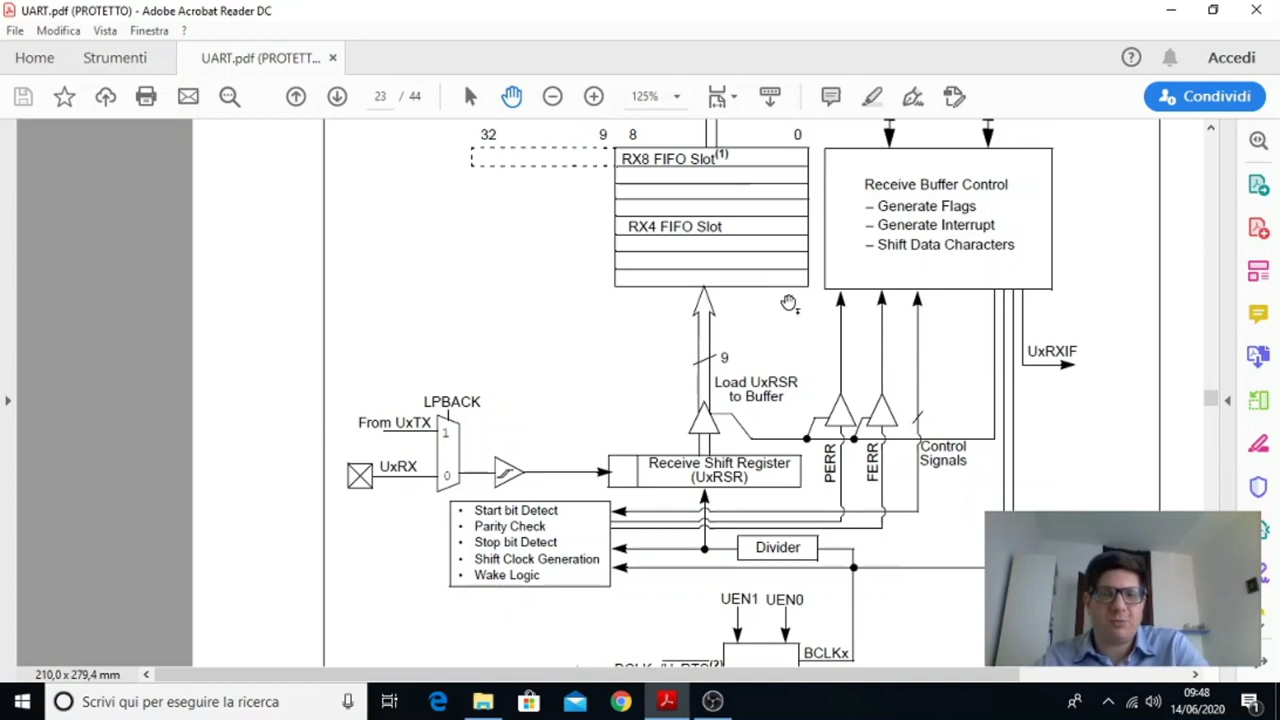 UART.pdf (PROTETTO) - Adobe Acrobat Reader DC
File Modifica Vista Finestra ?
Home Strumenti UART.pdf (PROTETT... × Accedi
23 / 44 125% Condividi
32 9 8 0
RX8 FIFO Slot(1)
RX4 FIFO Slot
Receive Buffer Control
– Generate Flags
– Generate Interrupt
– Shift Data Characters
UxRXIF
9
Load UxRSR
to Buffer
LPBACK
From UxTX
1
UxRX
0
Receive Shift Register
(UxRSR)
PERR
FERR
Control
Signals
• Start bit Detect
• Parity Check
• Stop bit Detect
• Shift Clock Generation
• Wake Logic
Divider
UEN1 UEN0
BCLKx
210,0 x 279,4 mm
Scrivi qui per eseguire la ricerca
09:48
14/06/2020
1